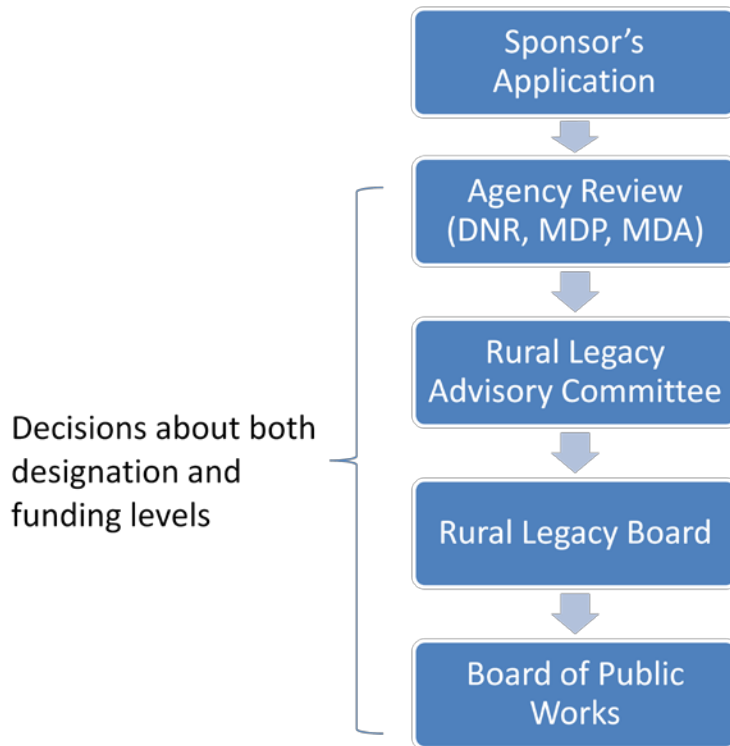 Sponsor’s
Application
Agency Review
(DNR, MDP, MDA)
Rural Legacy
Advisory Committee
Decisions about both
designation and
funding levels
Rural Legacy Board
Board of Public
Works